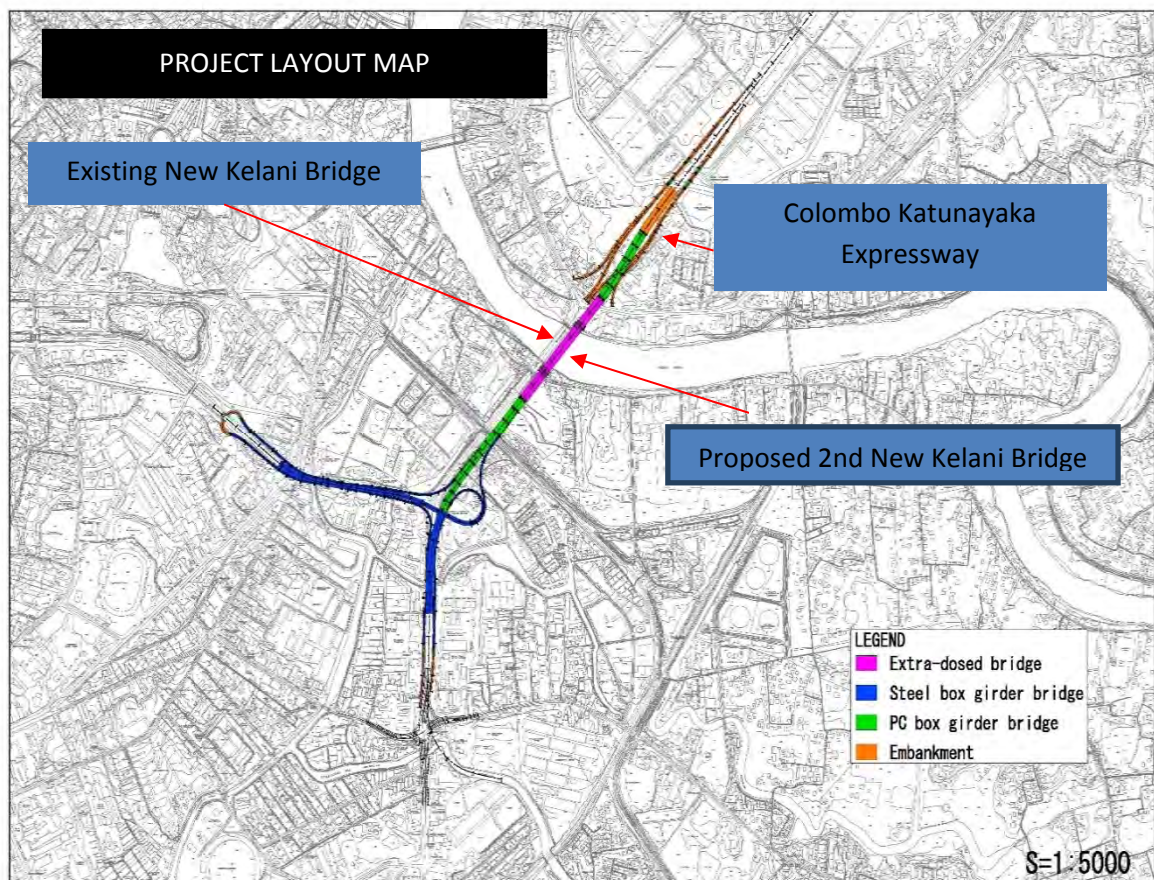 PROJECT LAYOUT MAP
Existing New Kelani Bridge
Colombo Katunayaka
Expressway
Proposed 2nd New Kelani Bridge
LEGEND
Extra-dosed bridge
Steel box girder bridge
PC box girder bridge
Embankment
S=1:5000